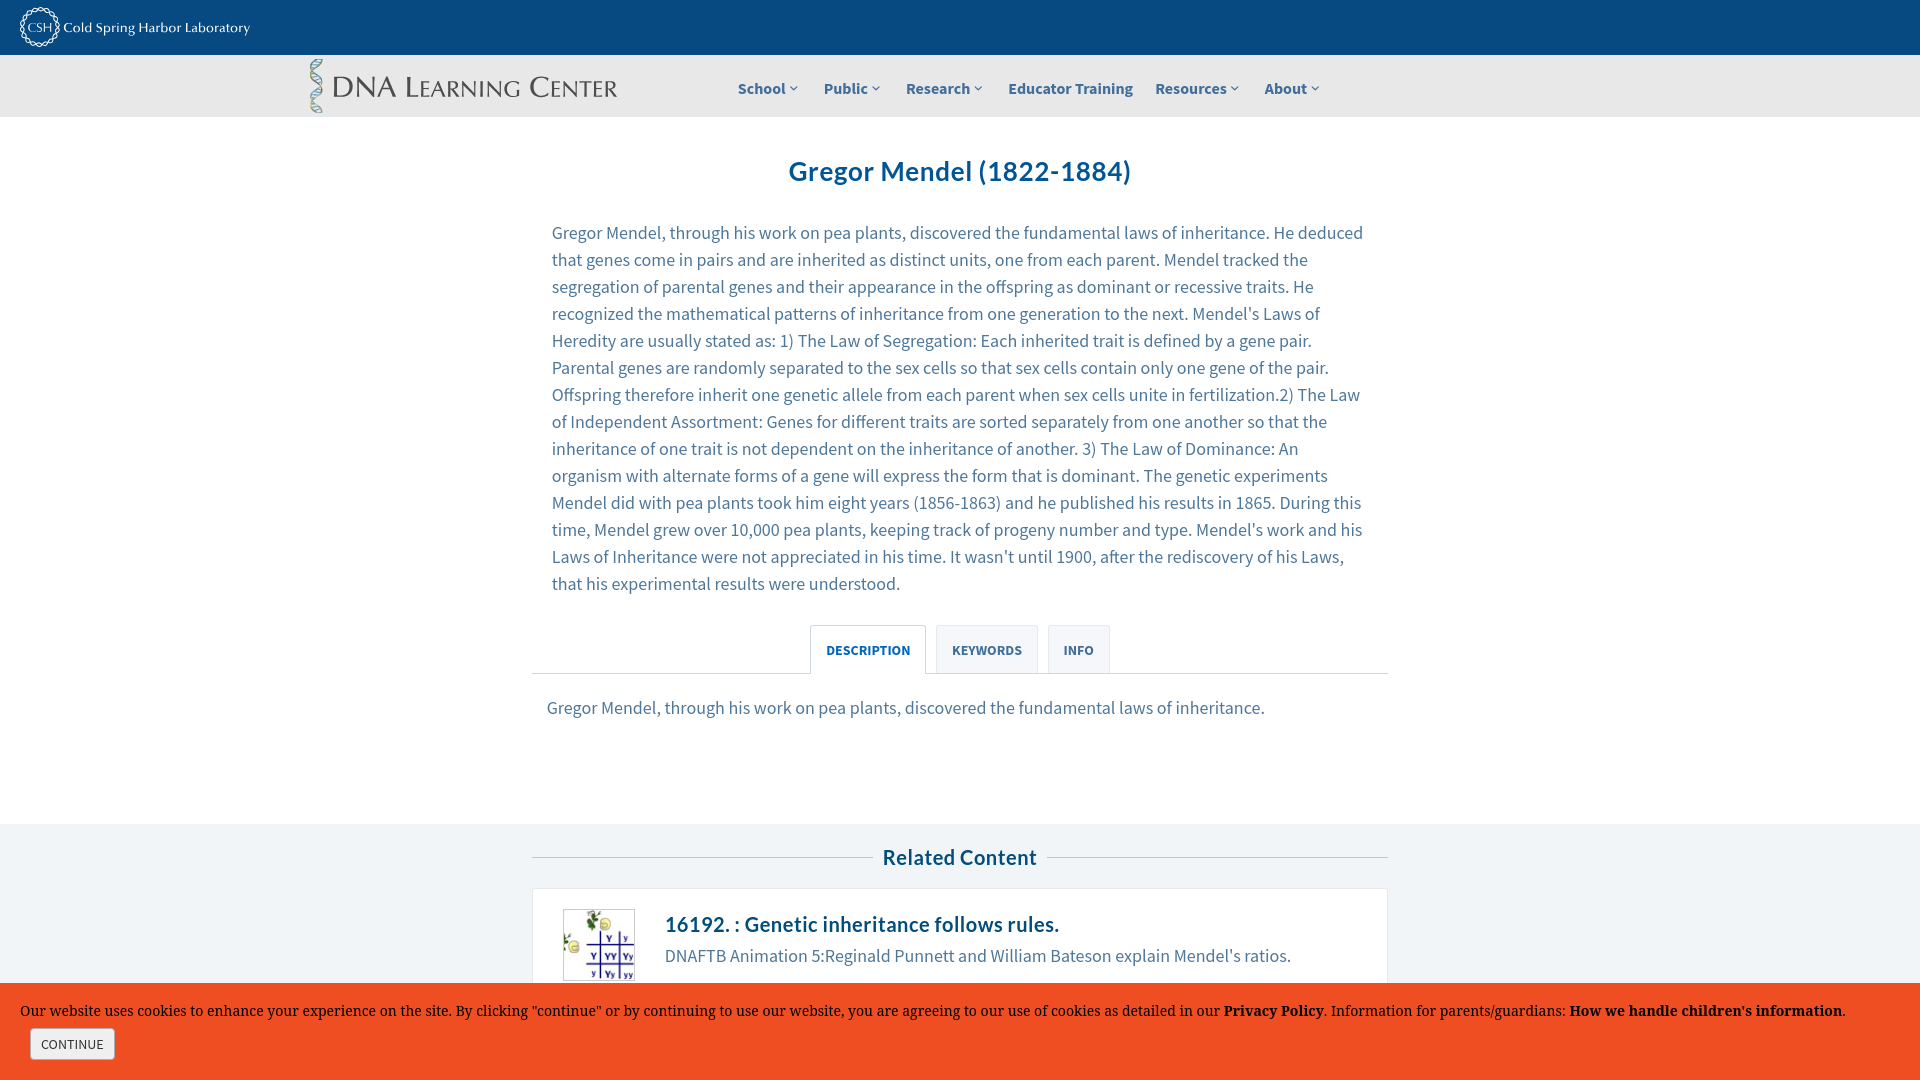 CSH Cold Spring Harbor Laboratory
DNA LEARNING CENTER
School Public Research Educator Training Resources About
Gregor Mendel (1822-1884)
Gregor Mendel, through his work on pea plants, discovered the fundamental laws of inheritance. He deduced
that genes come in pairs and are inherited as distinct units, one from each parent. Mendel tracked the
segregation of parental genes and their appearance in the offspring as dominant or recessive traits. He
recognized the mathematical patterns of inheritance from one generation to the next. Mendel's Laws of
Heredity are usually stated as: 1) The Law of Segregation: Each inherited trait is defined by a gene pair.
Parental genes are randomly separated to the sex cells so that sex cells contain only one gene of the pair.
Offspring therefore inherit one genetic allele from each parent when sex cells unite in fertilization.2) The Law
of Independent Assortment: Genes for different traits are sorted separately from one another so that the
inheritance of one trait is not dependent on the inheritance of another. 3) The Law of Dominance: An
organism with alternate forms of a gene will express the form that is dominant. The genetic experiments
Mendel did with pea plants took him eight years (1856-1863) and he published his results in 1865. During this
time, Mendel grew over 10,000 pea plants, keeping track of progeny number and type. Mendel's work and his
Laws of Inheritance were not appreciated in his time. It wasn't until 1900, after the rediscovery of his Laws,
that his experimental results were understood.
DESCRIPTION KEYWORDS INFO
Gregor Mendel, through his work on pea plants, discovered the fundamental laws of inheritance.
Related Content
Y y
Y YY Yy
y Yy yy
16192. : Genetic inheritance follows rules.
DNAFTB Animation 5:Reginald Punnett and William Bateson explain Mendel's ratios.
Our website uses cookies to enhance your experience on the site. By clicking "continue" or by continuing to use our website, you are agreeing to our use of cookies as detailed in our Privacy Policy. Information for parents/guardians: How we handle children's information.
CONTINUE